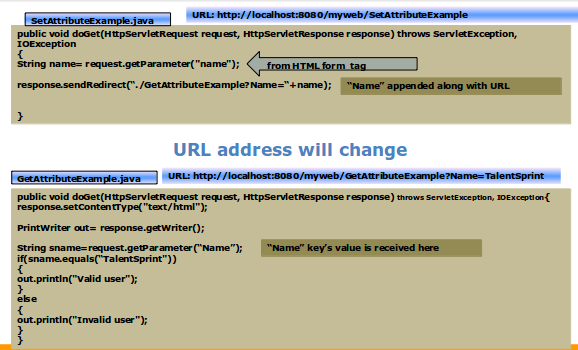 SetAttributeExample.java
URL: http://localhost:8080/myweb/SetAttributeExample
public void doGet(HttpServletRequest request, HttpServletResponse response) throws ServletException,
IOException
{
String name= request.getParameter("name");
from HTML form tag
response.sendRedirect(“./GetAttributeExample?Name=“+name);
“Name” appended along with URL
}
URL address will change
GetAttributeExample.java
URL: http://localhost:8080/myweb/GetAttributeExample?Name=TalentSprint
public void doGet(HttpServletRequest request, HttpServletResponse response) throws ServletException, IOException{
response.setContentType("text/html");
PrintWriter out= response.getWriter();
String sname=request.getParameter(“Name”);
“Name” key’s value is received here
if(sname.equals(“TalentSprint"))
{
out.println("Valid user");
}
else
{
out.println("Invalid user");
}
}